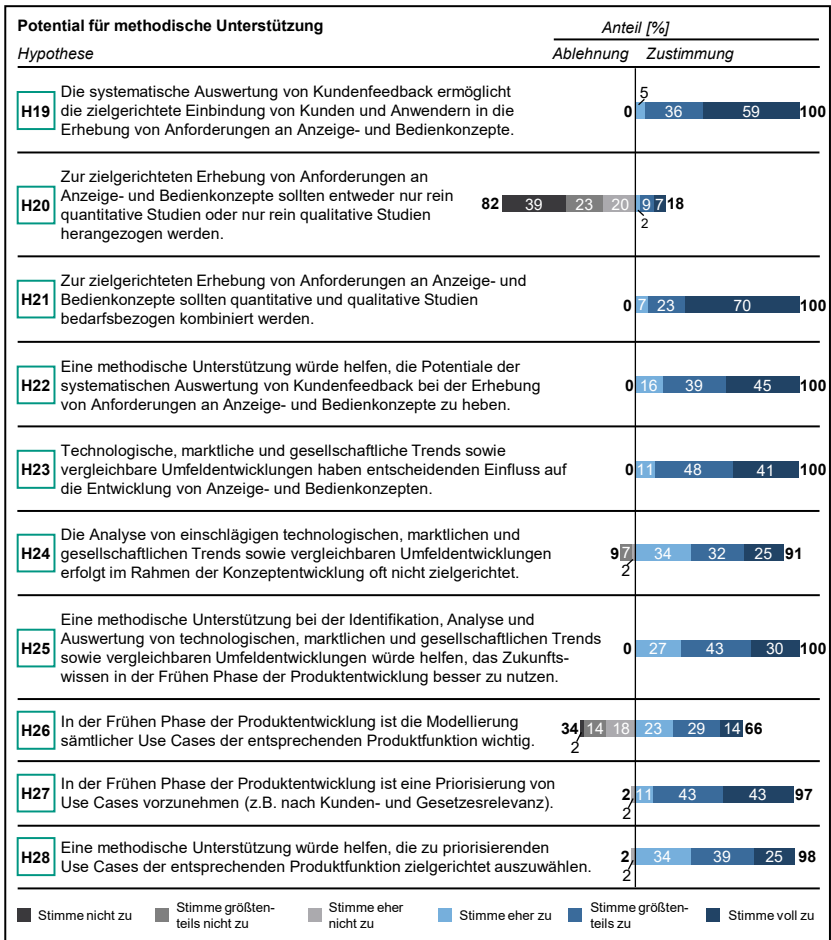 Potential für methodische Unterstützung
Anteil [%]
Hypothese
Ablehnung Zustimmung
H19
Die systematische Auswertung von Kundenfeedback ermöglicht
die zielgerichtete Einbindung von Kunden und Anwendern in die
Erhebung von Anforderungen an Anzeige- und Bedienkonzepte.
5
0 36 59 100
H20
Zur zielgerichteten Erhebung von Anforderungen an
Anzeige- und Bedienkonzepte sollten entweder nur rein
quantitative Studien oder nur rein qualitative Studien
herangezogen werden.
82 39 23 20 9 7 18
2
H21
Zur zielgerichteten Erhebung von Anforderungen an Anzeige- und
Bedienkonzepte sollten quantitative und qualitative Studien
bedarfsbezogen kombiniert werden.
0 7 23 70 100
H22
Eine methodische Unterstützung würde helfen, die Potentiale der
systematischen Auswertung von Kundenfeedback bei der Erhebung
von Anforderungen an Anzeige- und Bedienkonzepte zu heben.
0 16 39 45 100
H23
Technologische, marktliche und gesellschaftliche Trends sowie
vergleichbare Umfeldentwicklungen haben entscheidenden Einfluss auf
die Entwicklung von Anzeige- und Bedienkonzepten.
0 11 48 41 100
H24
Die Analyse von einschlägigen technologischen, marktlichen und
gesellschaftlichen Trends sowie vergleichbaren Umfeldentwicklungen
erfolgt im Rahmen der Konzeptentwicklung oft nicht zielgerichtet.
9 7 34 32 25 91
2
H25
Eine methodische Unterstützung bei der Identifikation, Analyse und
Auswertung von technologischen, marktlichen und gesellschaftlichen Trends
sowie vergleichbaren Umfeldentwicklungen würde helfen, das Zukunfts-
wissen in der Frühen Phase der Produktentwicklung besser zu nutzen.
0 27 43 30 100
H26
In der Frühen Phase der Produktentwicklung ist die Modellierung
sämtlicher Use Cases der entsprechenden Produktfunktion wichtig.
34 14 18 23 29 14 66
2
H27
In der Frühen Phase der Produktentwicklung ist eine Priorisierung von
Use Cases vorzunehmen (z.B. nach Kunden- und Gesetzesrelevanz).
2 11 43 43 97
2
H28
Eine methodische Unterstützung würde helfen, die zu priorisierenden
Use Cases der entsprechenden Produktfunktion zielgerichtet auszuwählen.
2 34 39 25 98
2
Stimme nicht zu
Stimme größten-
teils nicht zu
Stimme eher
nicht zu
Stimme eher zu
Stimme größten-
teils zu
Stimme voll zu